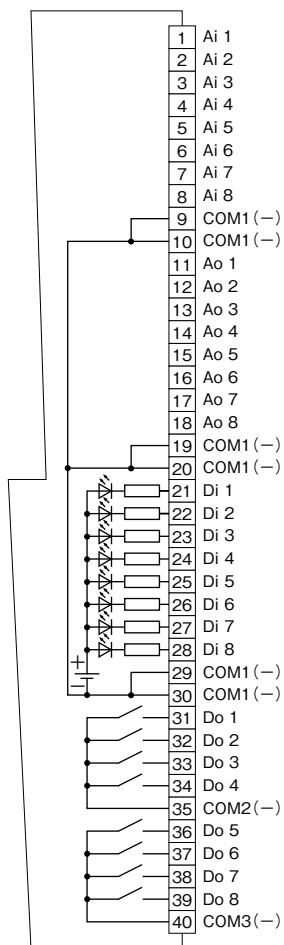 1 Ai 1
2 Ai 2
3 Ai 3
4 Ai 4
5 Ai 5
6 Ai 6
7 Ai 7
8 Ai 8
9 COM1(−)
10 COM1(−)
11 Ao 1
12 Ao 2
13 Ao 3
14 Ao 4
15 Ao 5
16 Ao 6
17 Ao 7
18 Ao 8
19 COM1(−)
20 COM1(−)
21 Di 1
22 Di 2
23 Di 3
24 Di 4
25 Di 5
26 Di 6
27 Di 7
28 Di 8
+
29 COM1(−)
−
30 COM1(−)
31 Do 1
32 Do 2
33 Do 3
34 Do 4
35 COM2(−)
36 Do 5
37 Do 6
38 Do 7
39 Do 8
40 COM3(−)